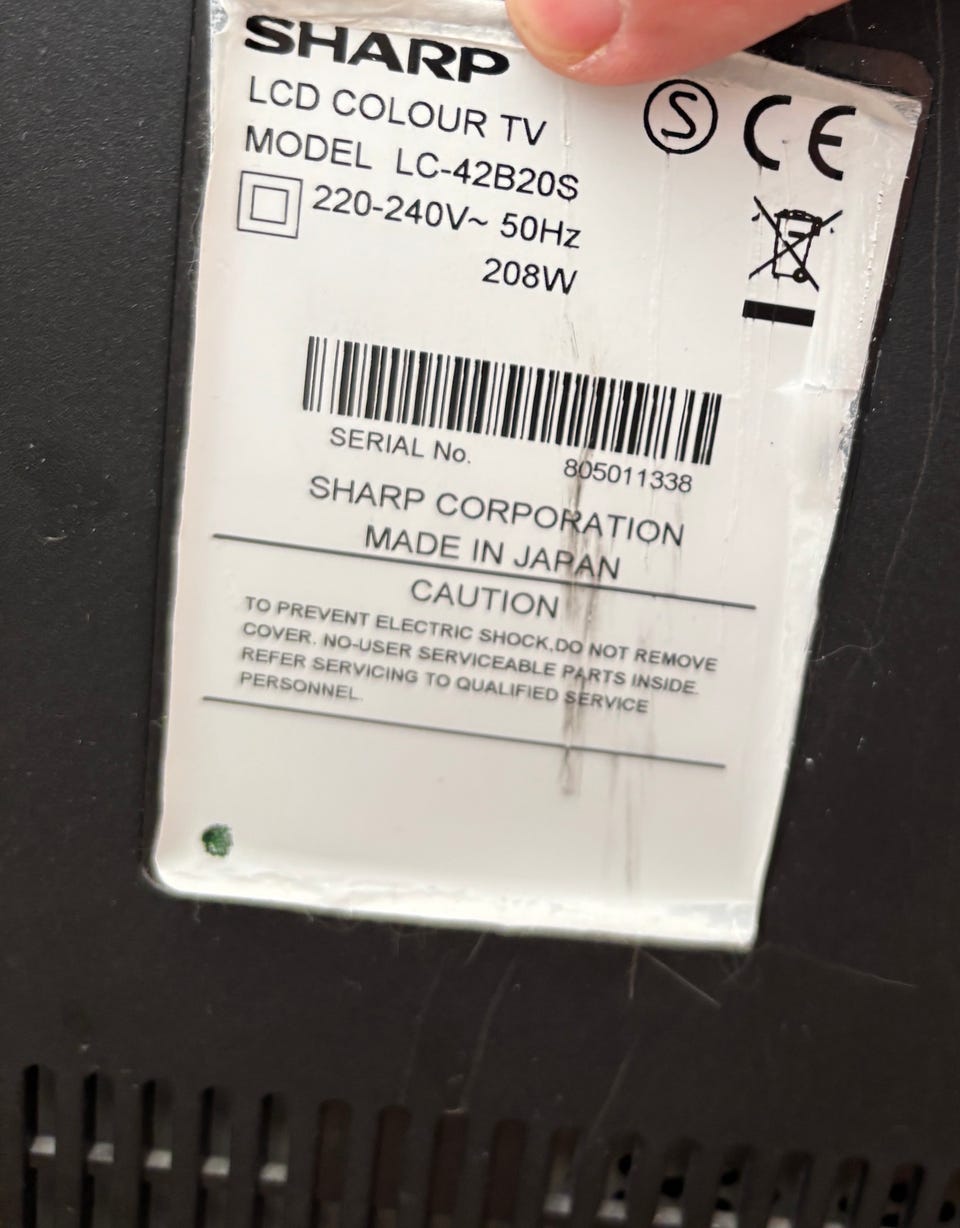 SHARP
LCD COLOUR TV
MODEL LC-42B20S
220-240V~ 50Hz
208W
SERIAL No.
805011338
SHARP CORPORATION
MADE IN JAPAN
CAUTION
TO PREVENT ELECTRIC SHOCK,DO NOT REMOVE
COVER. NO-USER SERVICEABLE PARTS INSIDE.
REFER SERVICING TO QUALIFIED SERVICE
PERSONNEL.
S
CE